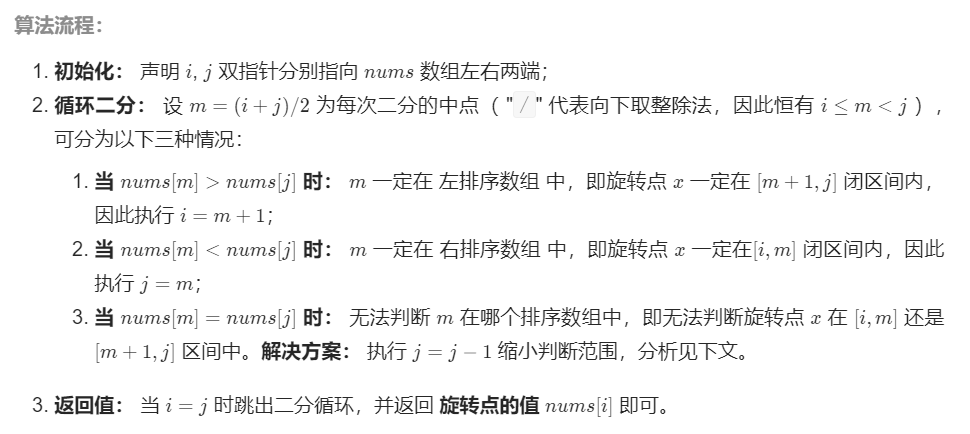 算法流程：
1. 初始化： 声明 i, j 双指针分别指向 nums 数组左右两端；
2. 循环二分： 设 m = (i + j)/2 为每次二分的中点（ "/" 代表向下取整除法，因此恒有 i ≤ m < j ），
可分为以下三种情况：
1. 当 nums[m] > nums[j] 时： m 一定在 左排序数组 中，即旋转点 x 一定在 [m + 1, j] 闭区间内，
因此执行 i = m + 1；
2. 当 nums[m] < nums[j] 时： m 一定在 右排序数组 中，即旋转点 x 一定在[i, m] 闭区间内，因此
执行 j = m；
3. 当 nums[m] = nums[j] 时： 无法判断 m 在哪个排序数组中，即无法判断旋转点 x 在 [i, m] 还是
[m + 1, j] 区间中。解决方案： 执行 j = j − 1 缩小判断范围，分析见下文。
3. 返回值： 当 i = j 时跳出二分循环，并返回 旋转点的值 nums[i] 即可。